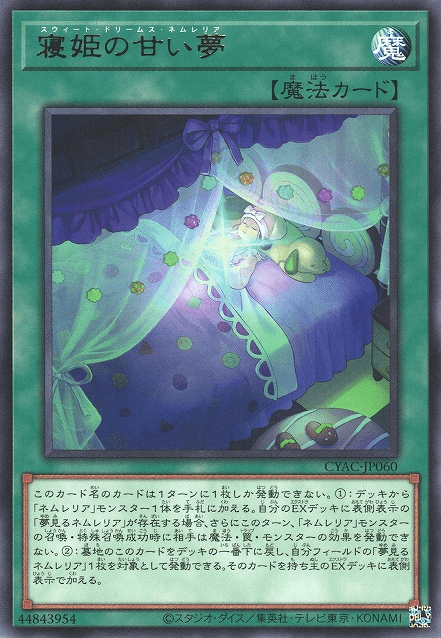 スウィート・ドリームス・ネムレリア
寝姫の甘い夢
魔
まほう
【魔法カード】
CYAC-JP060
このカード名のカードは1ターンに1枚しか発動できない。①：デッキから
「ネムレリア」モンスター1体を手札に加える。自分のEXデッキに表側表示の
「夢見るネムレリア」が存在する場合、さらにこのターン、「ネムレリア」モンスター
の召喚・特殊召喚成功時に相手は魔法・罠・モンスターの効果を発動でき
ない。②：墓地のこのカードをデッキの一番下に戻し、自分フィールドの「夢見る
ネムレリア」1枚を対象として発動できる。そのカードを持ち主のEXデッキに表側
表示で加える。
44843954
©スタジオ・ダイス／集英社・テレビ東京・KONAMI